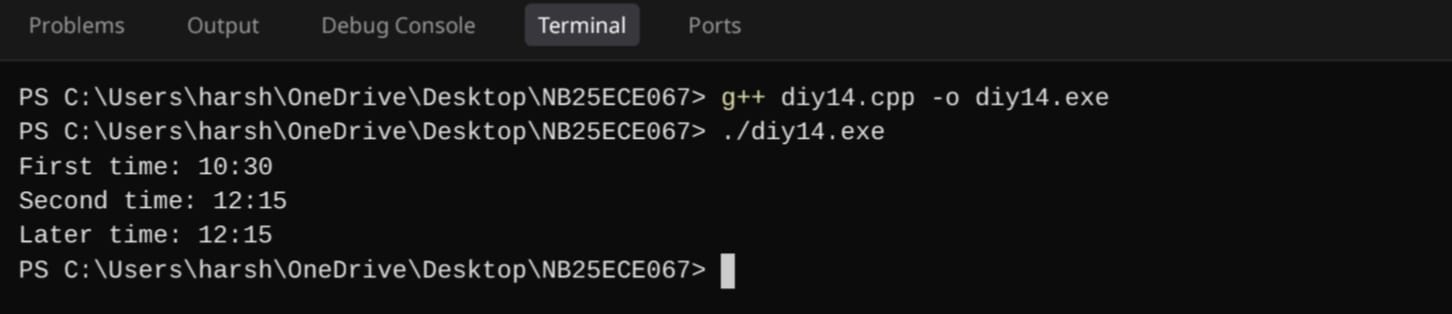 Problems Output Debug Console Terminal Ports
PS C:\Users\harsh\OneDrive\Desktop\NB25ECE067> g++ diy14.cpp -o diy14.exe
PS C:\Users\harsh\OneDrive\Desktop\NB25ECE067> ./diy14.exe
First time: 10:30
Second time: 12:15
Later time: 12:15
PS C:\Users\harsh\OneDrive\Desktop\NB25ECE067>